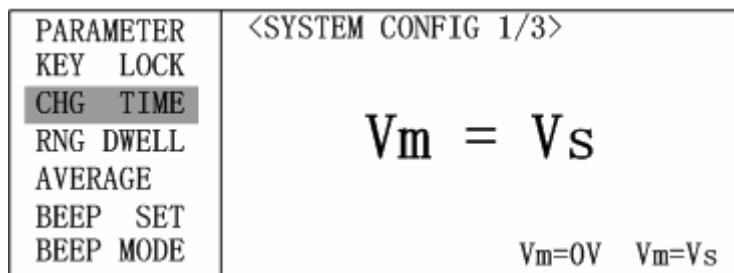 PARAMETER
KEY LOCK
CHG TIME
RNG DWELL
AVERAGE
BEEP SET
BEEP MODE
<SYSTEM CONFIG 1/3>
Vm = Vs
Vm=0V Vm=Vs